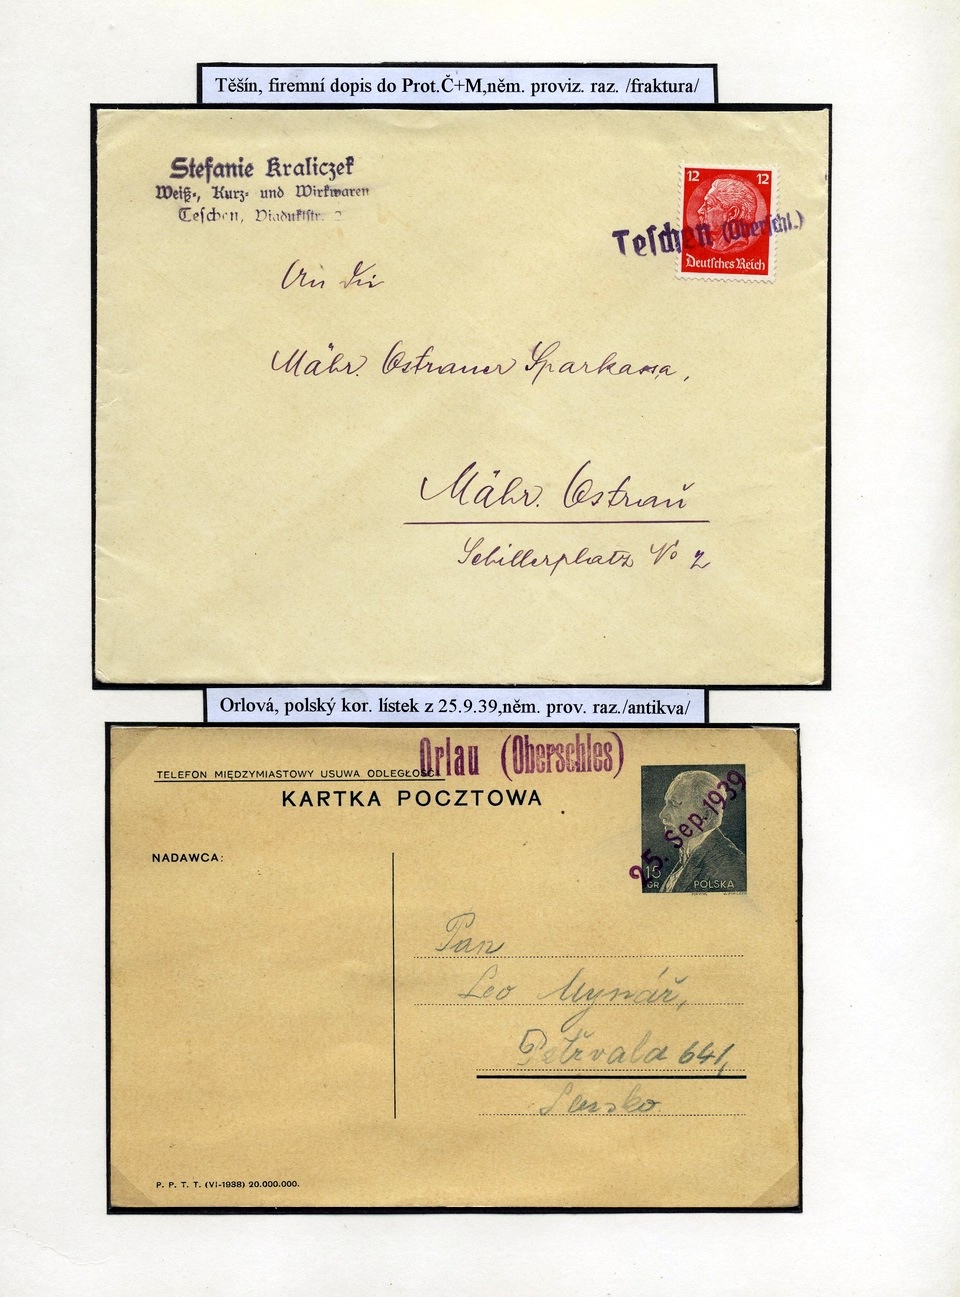 Těšín, firemní dopis do Prot.Č+M,něm. proviz. raz. /fraktura/
Stefanie Kraliczek
Weiß-, Kurz- und Wirkwaren
Teschen, Viaduktstr. 2
12 12
Teschen (Oberschl.)
Deutsches Reich
An die
Mähr. Ostrauer Sparkassa,
Mähr. Ostrau
Schillerplatz No 2
Orlová, polský kor. lístek z 25.9.39,něm. prov. raz./antikva/
Orlau (Oberschles)
TELEFON MIĘDZYMIASTOWY USUWA ODLEGŁOŚĆ
KARTKA POCZTOWA
25. Sep. 1939
NADAWCA:
15
GR POLSKA
Pan
Leo Mynář,
Petřvald 641,
P. P. T. T. (VI-1938) 20.000.000.